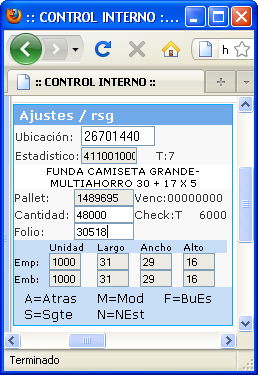 :: CONTROL INTERNO :...
h
:: CONTROL INTERNO ::
Ajustes / rsg
Ubicación: 26701440
Estadistico: 411001000 T:7
FUNDA CAMISETA GRANDE-
MULTIAHORRO 30 + 17 X 5
Pallet: 1489695 Venc:00000000
Cantidad: 48000 Check:T 6000
Folio: 30518
Unidad Largo Ancho Alto
Emp: 1000 31 29 16
Emb: 1000 31 29 16
A=Atras M=Mod F=BuEs
S=Sgte N=NEst
Terminado